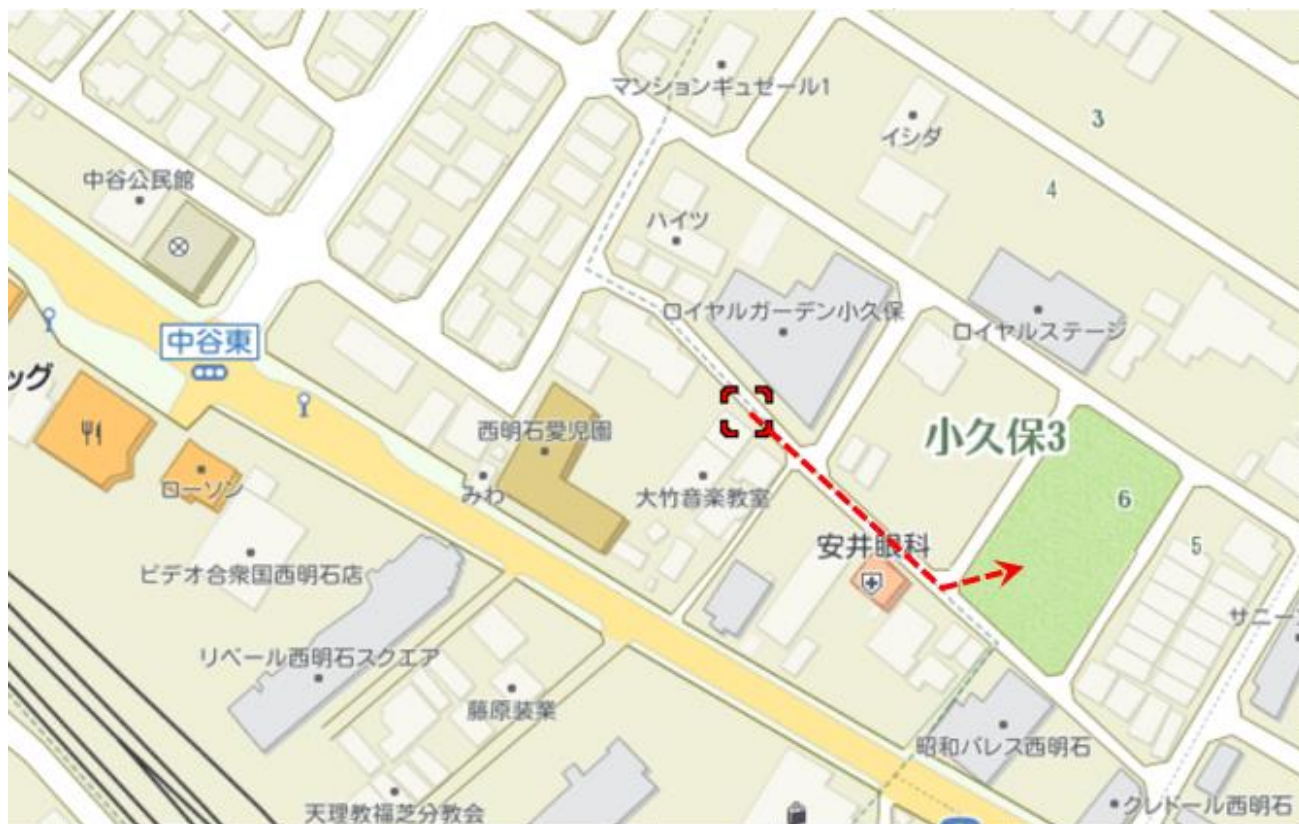 マンションギュゼール1
3
イシダ
中谷公民館
4
ハイツ
ロイヤルガーデン小久保
ロイヤルステージ
中谷東
ッグ
小久保3
西明石愛児園
ローソン
みわ
大竹音楽教室
6
安井眼科
5
ビデオ合衆国西明石店
サニー
リベール西明石スクエア
藤原装業
昭和パレス西明石
天理教福芝分教会
クレドール西明石